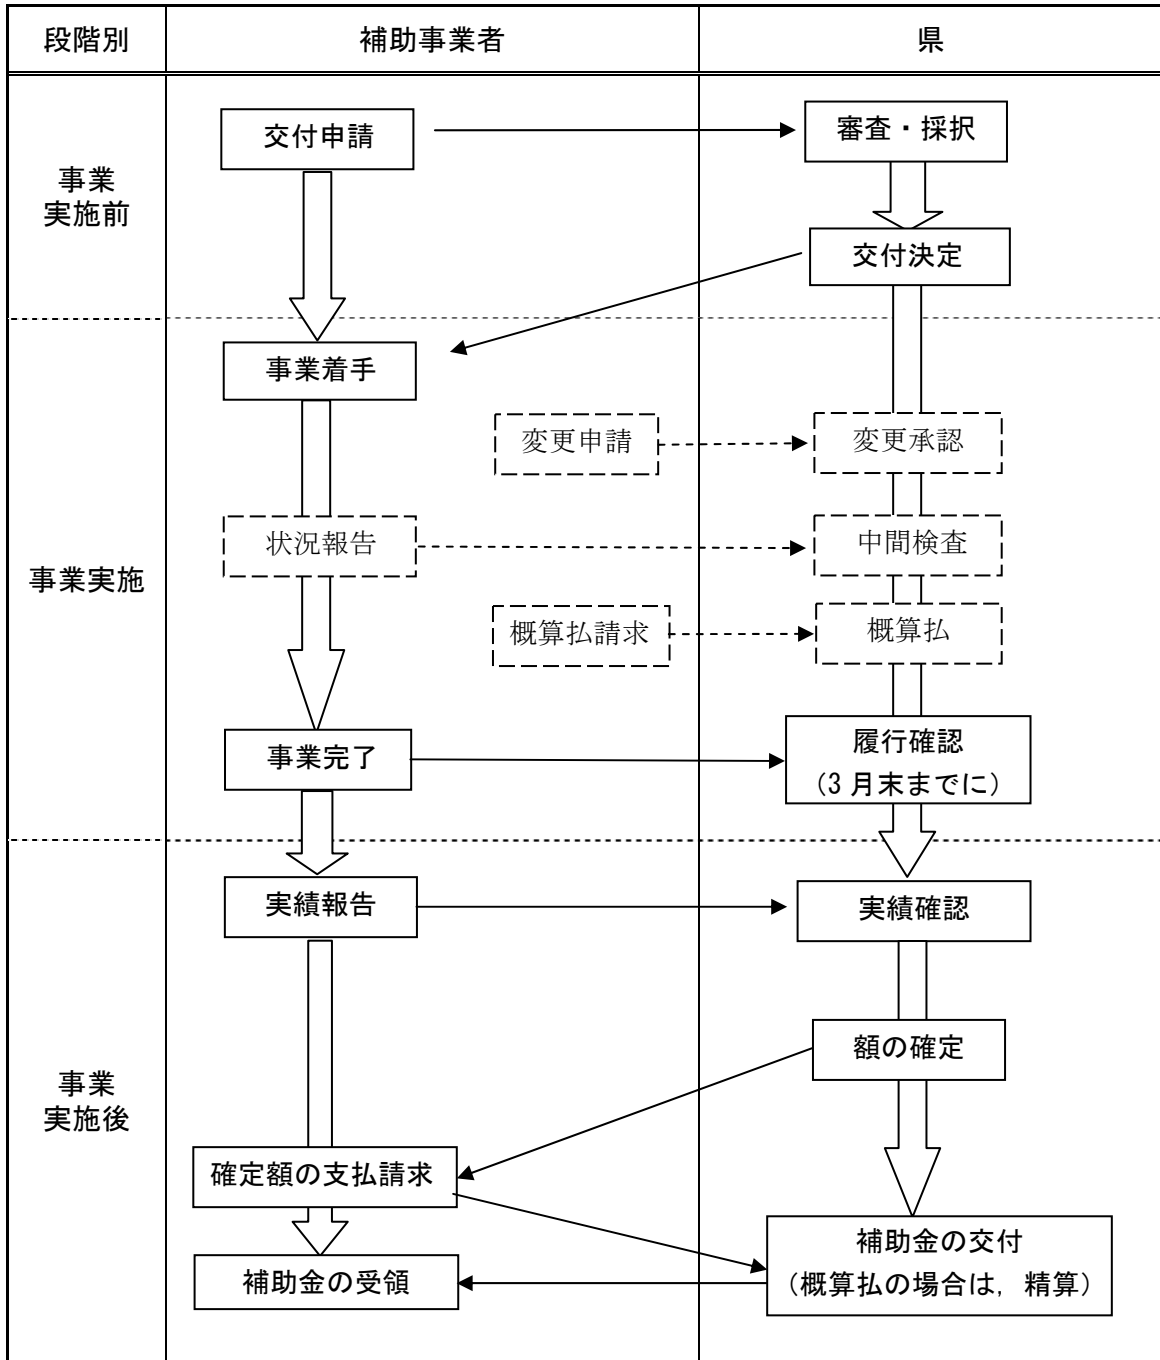 段階別
補助事業者
県
事業
実施前
交付申請
審査・採択
交付決定
事業実施
事業着手
変更申請
変更承認
状況報告
中間検査
概算払請求
概算払
事業完了
履行確認
（3 月末までに）
事業
実施後
実績報告
実績確認
額の確定
確定額の支払請求
補助金の交付
（概算払の場合は，精算）
補助金の受領